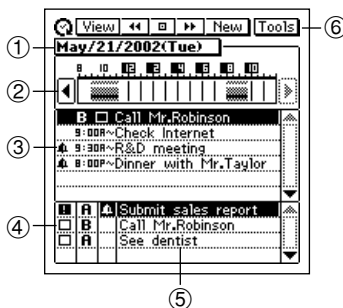 View New Tools ⑥
① May/21/2002(Tue)
8 10 12 2 4 6 8 10
②
B Call Mr.Robinson
9:00A~Check Internet
③ 9:30A~R&D meeting
8:00P~Dinner with Mr.Taylor
④ A Submit sales report
B Call Mr.Robinson
A See dentist
⑤